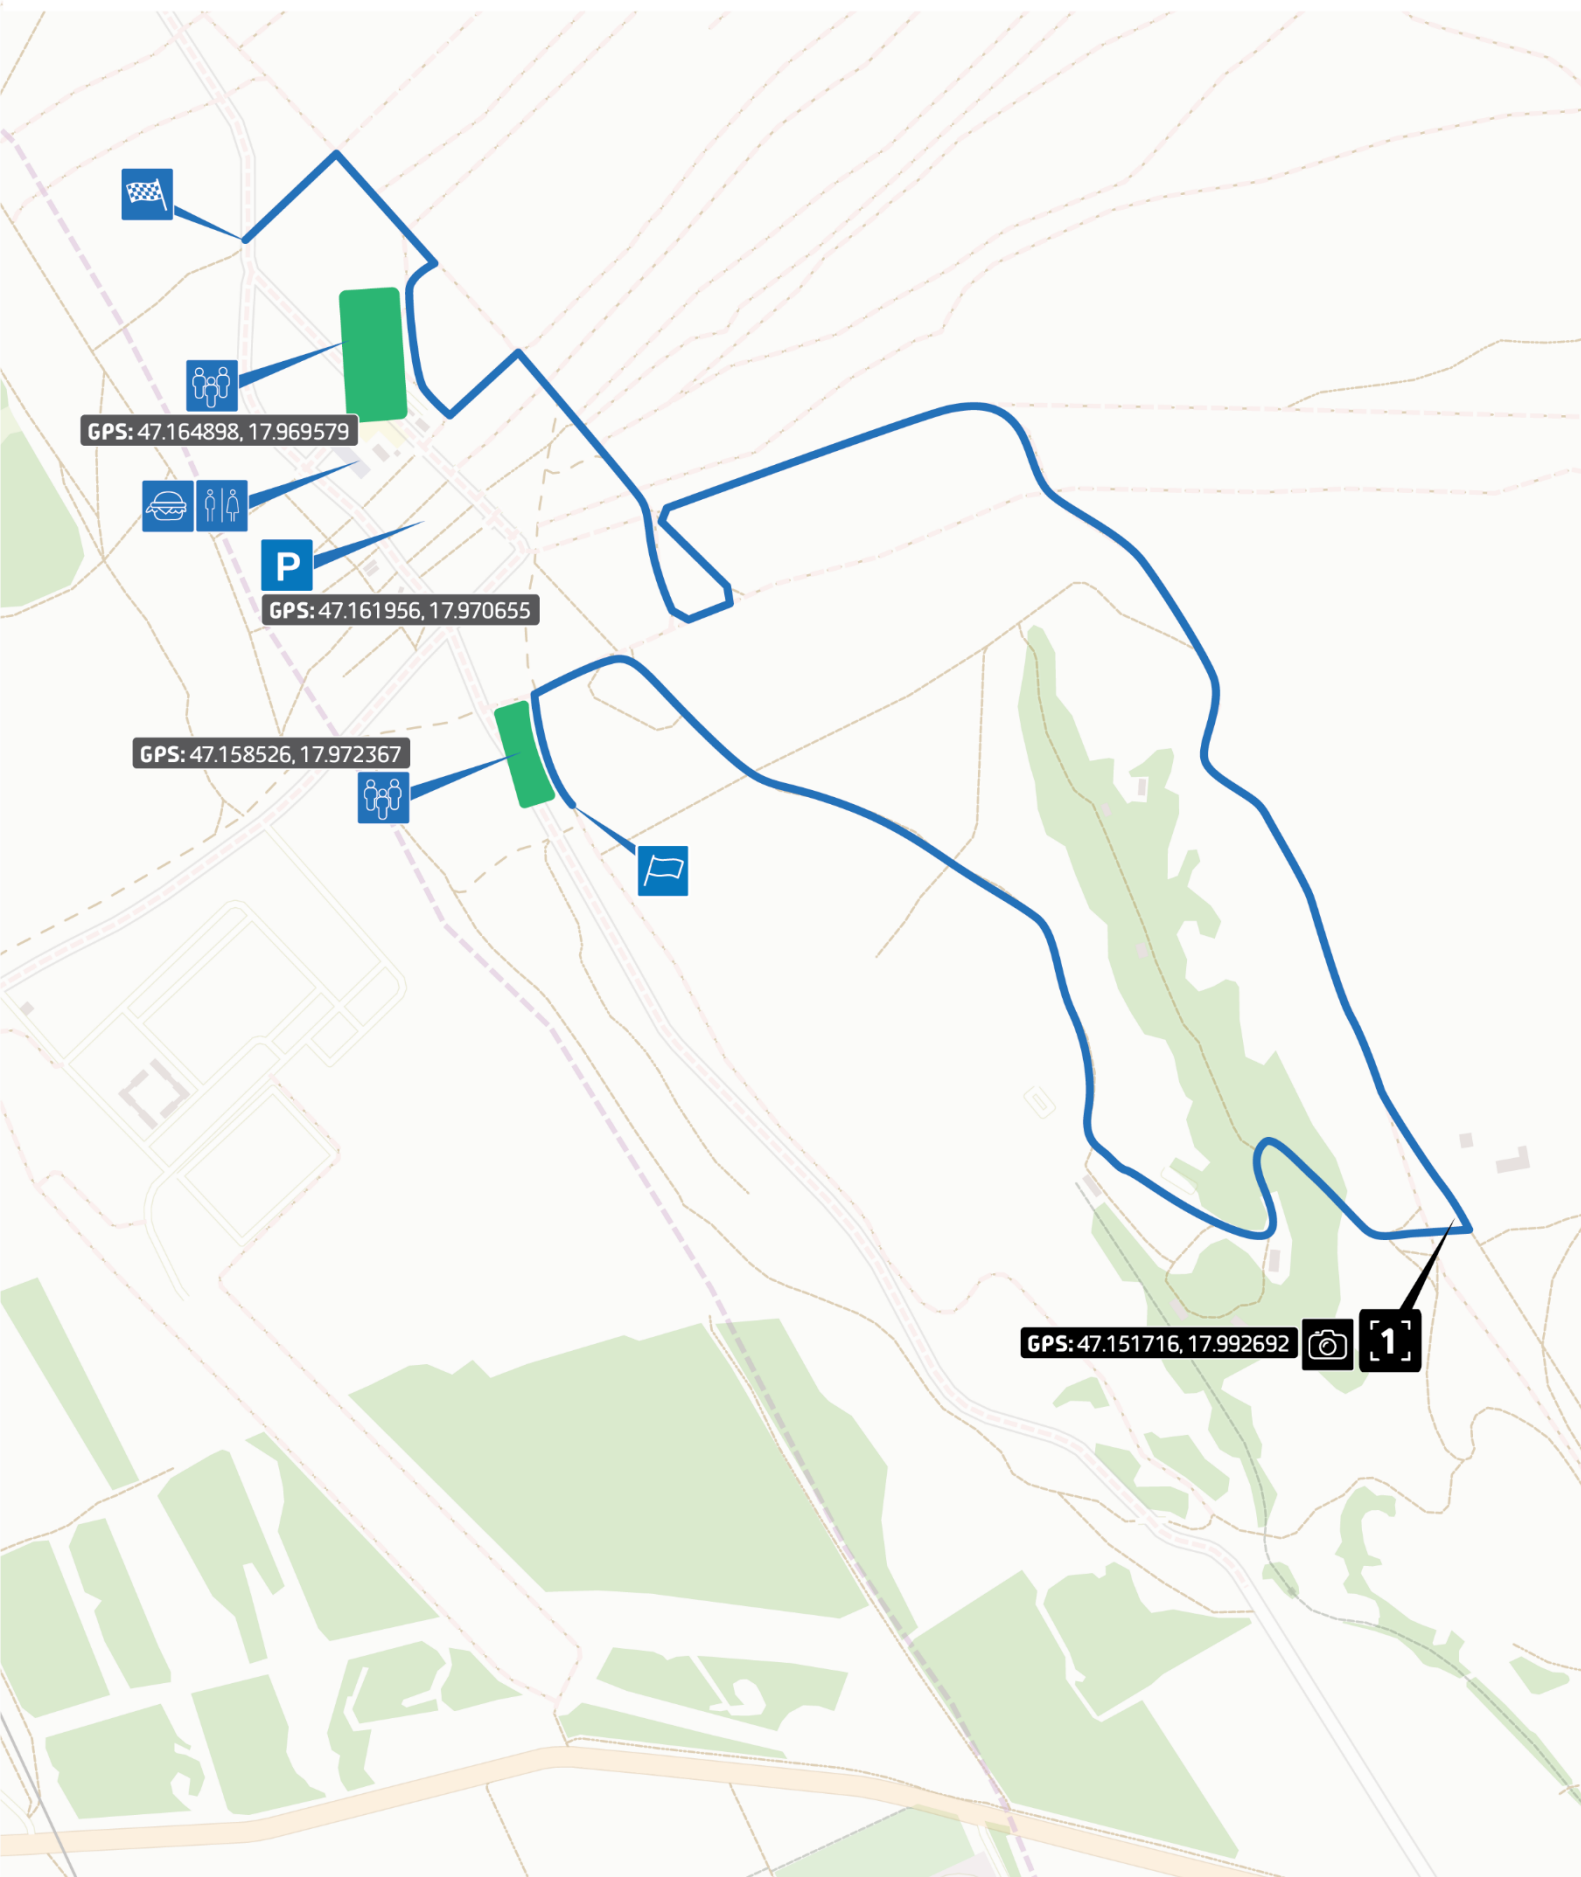 GPS: 47.164898, 17.969579
P
GPS: 47.161956, 17.970655
GPS: 47.158526, 17.972367
GPS: 47.151716, 17.992692
1